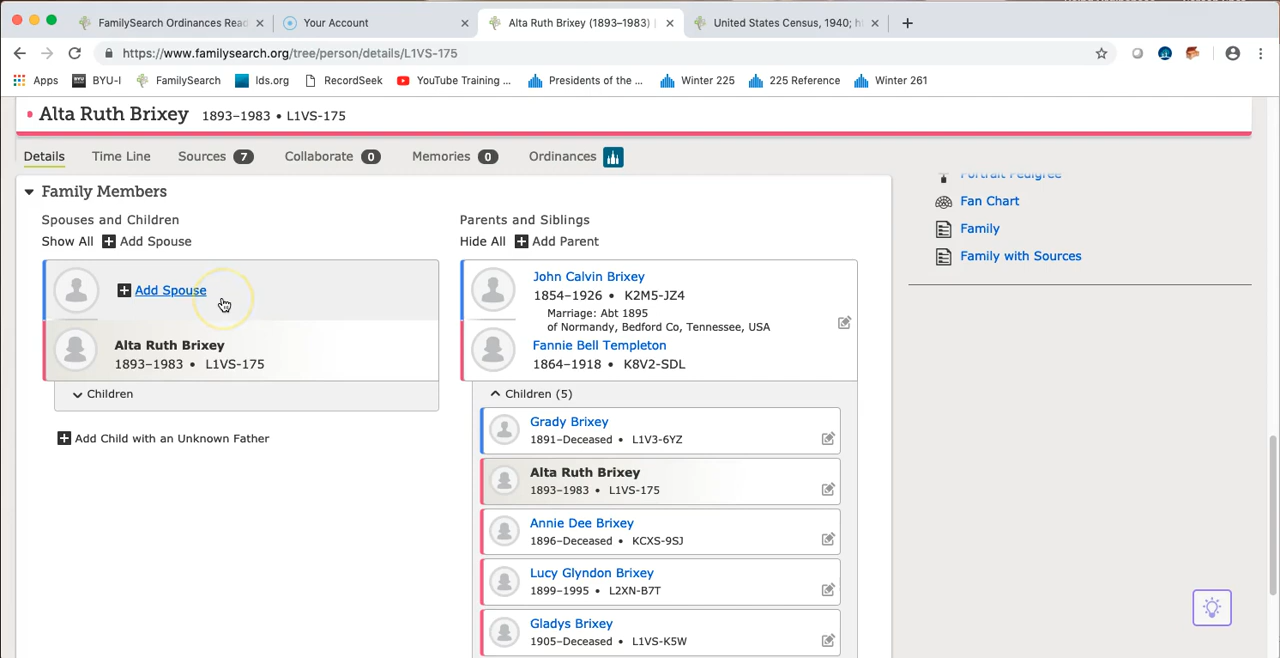 FamilySearch Ordinances Read
Your Account
Alta Ruth Brixey (1893–1983) |
United States Census, 1940;
https://www.familysearch.org/tree/person/details/L1VS-175
Apps
BYU-I
FamilySearch
lds.org
RecordSeek
YouTube Training ...
Presidents of the ...
Winter 225
225 Reference
Winter 261
Alta Ruth Brixey 1893–1983 • L1VS-175
Details
Time Line
Sources 7
Collaborate 0
Memories 0
Ordinances
Family Members
Spouses and Children
Show All Add Spouse
Add Spouse
Alta Ruth Brixey
1893–1983 • L1VS-175
Children
Add Child with an Unknown Father
Parents and Siblings
Hide All Add Parent
John Calvin Brixey
1854–1926 • K2M5-JZ4
Marriage: Abt 1895
of Normandy, Bedford Co, Tennessee, USA
Fannie Bell Templeton
1864–1918 • K8V2-SDL
Children (5)
Grady Brixey
1891–Deceased • L1V3-6YZ
Alta Ruth Brixey
1893–1983 • L1VS-175
Annie Dee Brixey
1896–Deceased • KCXS-9SJ
Lucy Glyndon Brixey
1899–1995 • L2XN-B7T
Gladys Brixey
1905–Deceased • L1VS-K5W
Portrait Pedigree
Fan Chart
Family
Family with Sources